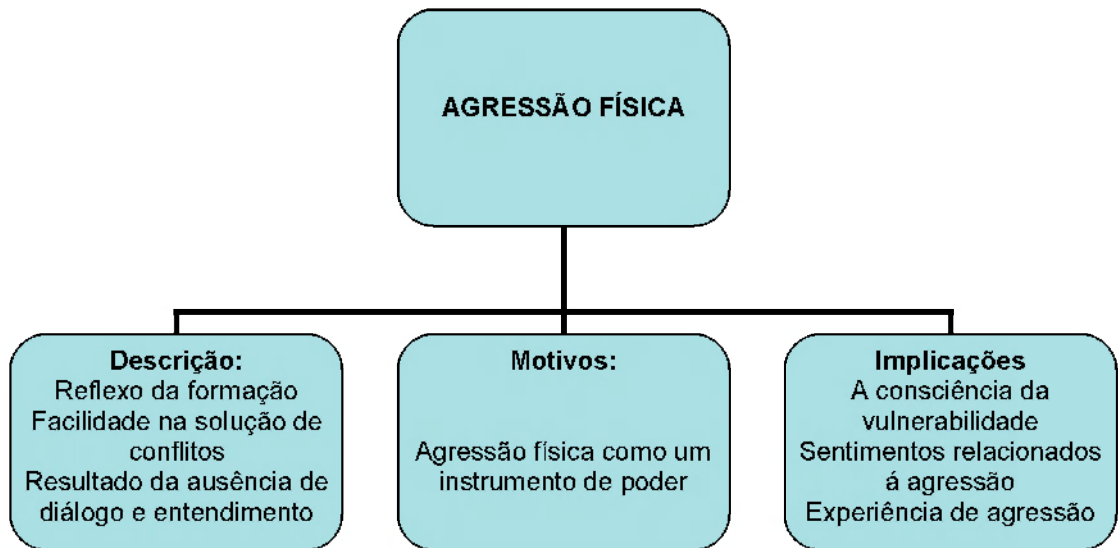 AGRESSÃO FÍSICA
Descrição:
Reflexo da formação
Facilidade na solução de
conflitos
Resultado da ausência de
diálogo e entendimento
Motivos:
Agressão física como um
instrumento de poder
Implicações
A consciência da
vulnerabilidade
Sentimentos relacionados
á agressão
Experiência de agressão